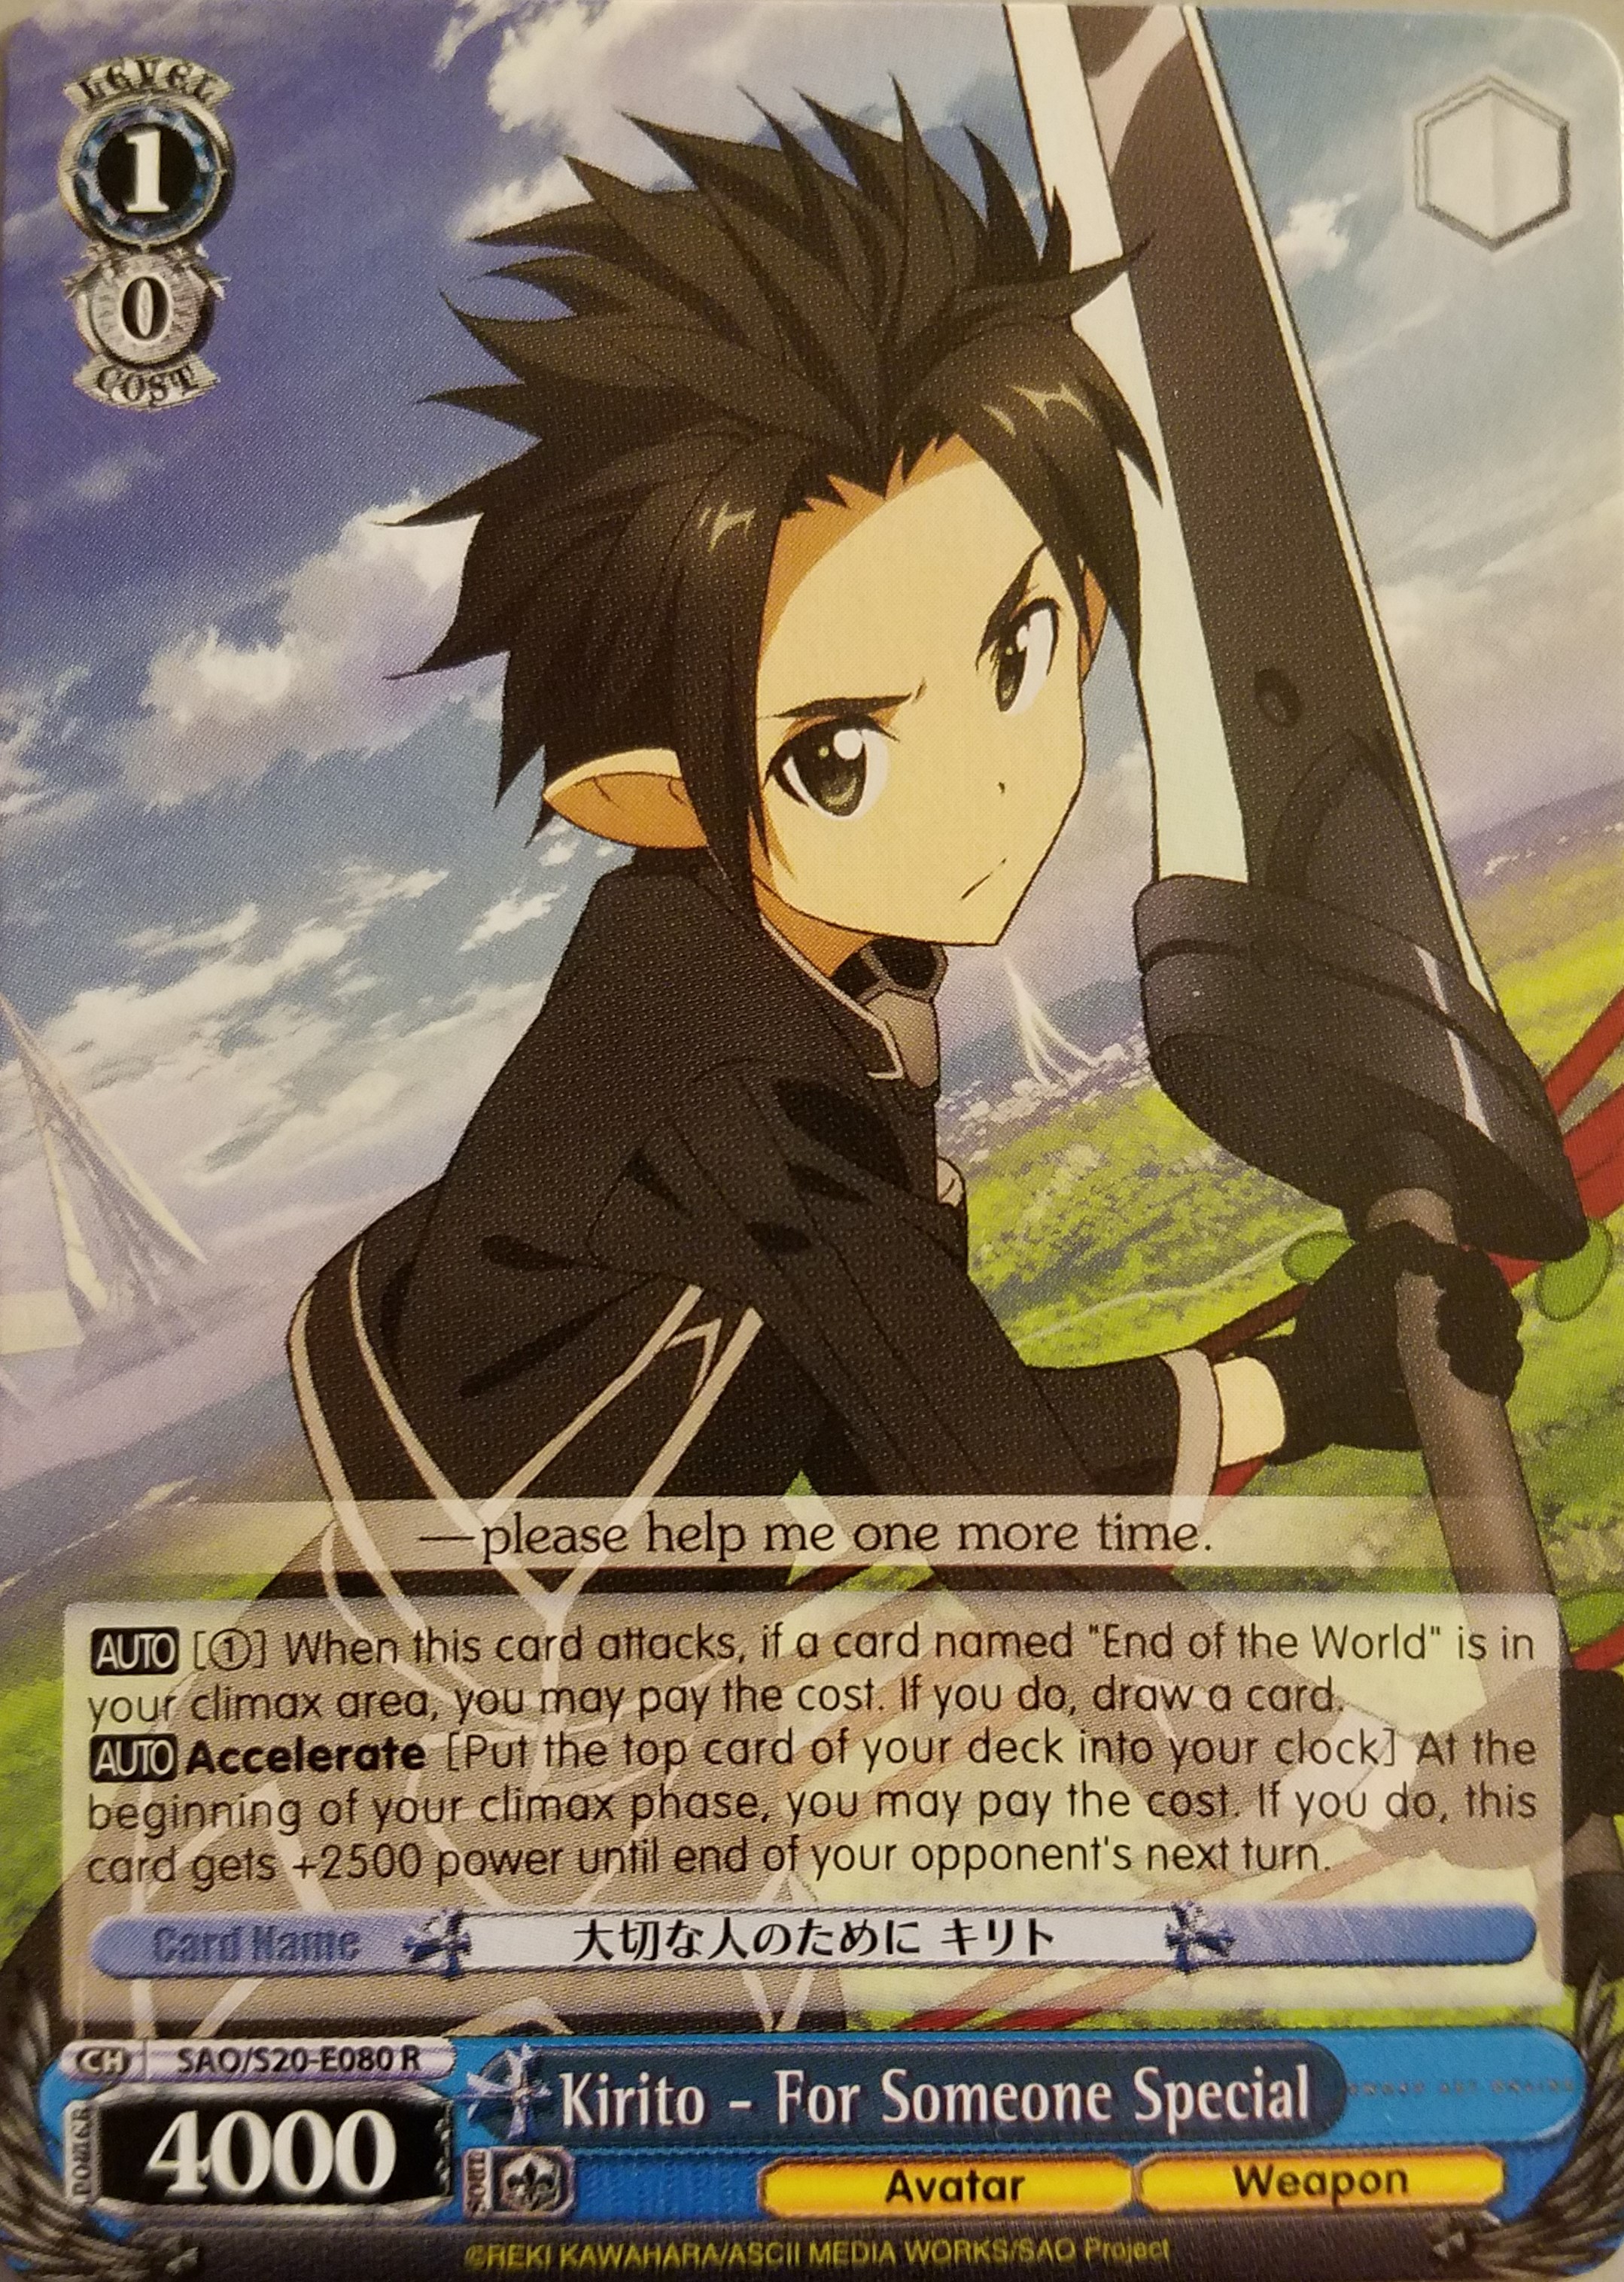 LEVEL
1
0
COST
—please help me one more time.
AUTO [①] When this card attacks, if a card named "End of the World" is in
your climax area, you may pay the cost. If you do, draw a card.
AUTO Accelerate [Put the top card of your deck into your clock] At the
beginning of your climax phase, you may pay the cost. If you do, this
card gets +2500 power until end of your opponent's next turn.
Card Name 大切な人のために キリト
CH SAO/S20-E080 R
Kirito – For Someone Special
POWER 4000
SOUL
Avatar Weapon
©REKI KAWAHARA/ASCII MEDIA WORKS/SAO Project